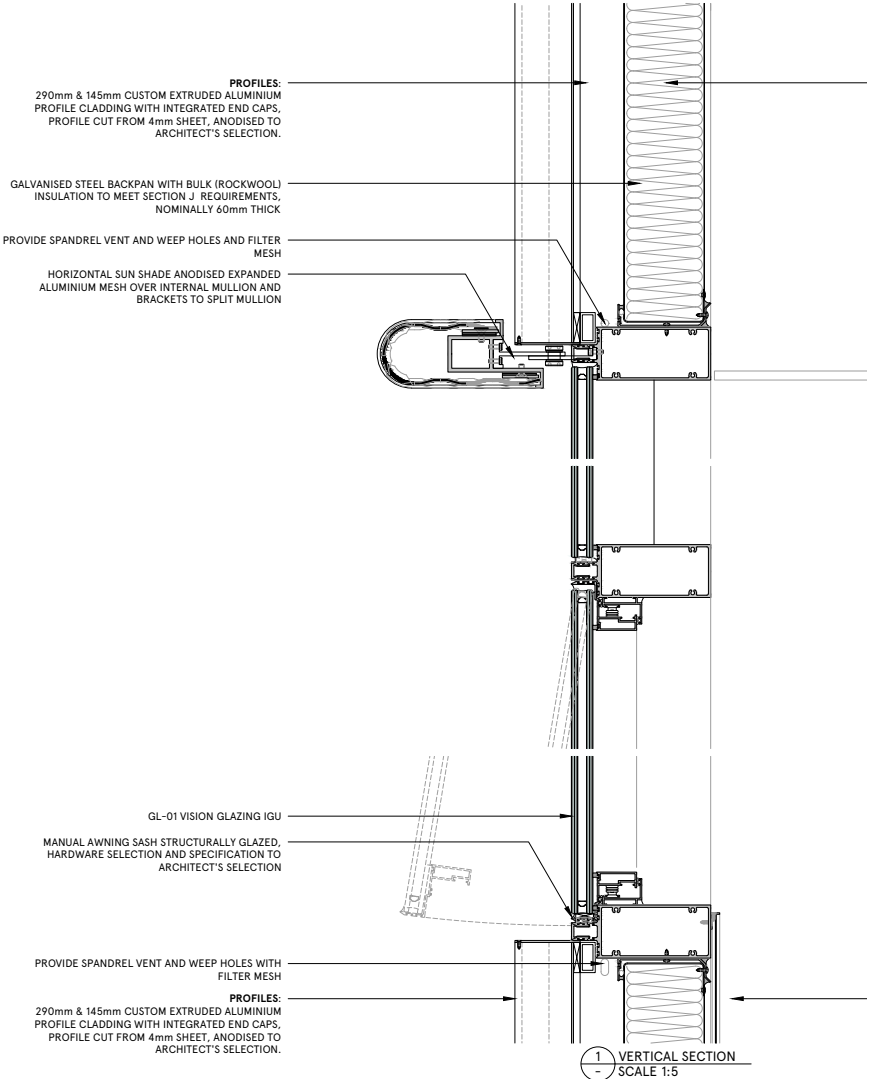 PROFILES:
290mm & 145mm CUSTOM EXTRUDED ALUMINIUM
PROFILE CLADDING WITH INTEGRATED END CAPS,
PROFILE CUT FROM 4mm SHEET, ANODISED TO
ARCHITECT'S SELECTION.
GALVANISED STEEL BACKPAN WITH BULK (ROCKWOOL)
INSULATION TO MEET SECTION J REQUIREMENTS,
NOMINALLY 60mm THICK
PROVIDE SPANDREL VENT AND WEEP HOLES AND FILTER
MESH
HORIZONTAL SUN SHADE ANODISED EXPANDED
ALUMINIUM MESH OVER INTERNAL MULLION AND
BRACKETS TO SPLIT MULLION
GL-01 VISION GLAZING IGU
MANUAL AWNING SASH STRUCTURALLY GLAZED,
HARDWARE SELECTION AND SPECIFICATION TO
ARCHITECT'S SELECTION
PROVIDE SPANDREL VENT AND WEEP HOLES WITH
FILTER MESH
PROFILES:
290mm & 145mm CUSTOM EXTRUDED ALUMINIUM
PROFILE CLADDING WITH INTEGRATED END CAPS,
PROFILE CUT FROM 4mm SHEET, ANODISED TO
ARCHITECT'S SELECTION.
1 VERTICAL SECTION
- SCALE 1:5